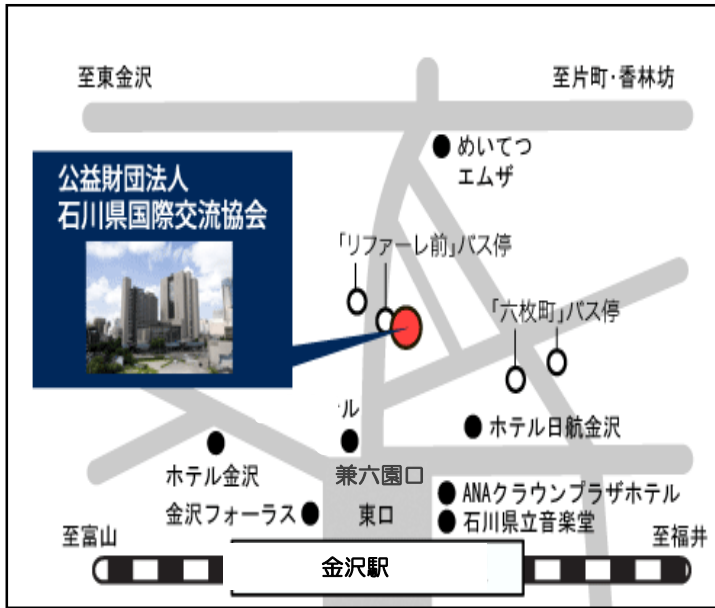 至東金沢
至片町・香林坊
めいてつ
エムザ
公益財団法人
石川県国際交流協会
「リファーレ前」バス停
「六枚町」バス停
ル
ホテル日航金沢
ホテル金沢
兼六園口
ANAクラウンプラザホテル
金沢フォーラス
東口
石川県立音楽堂
至富山
至福井
金沢駅